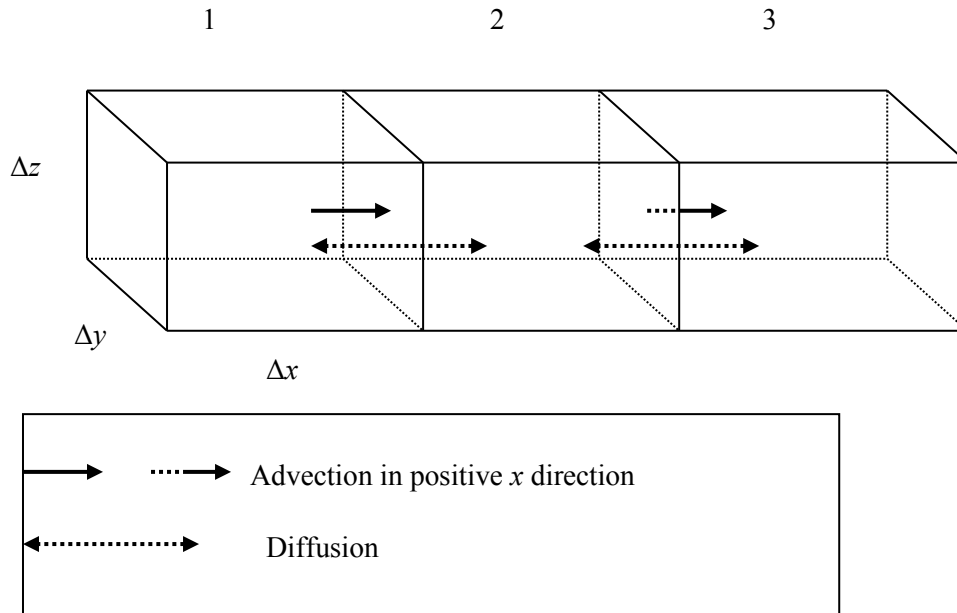 1 2 3
Δz
Δy
Δx
Advection in positive x direction
Diffusion